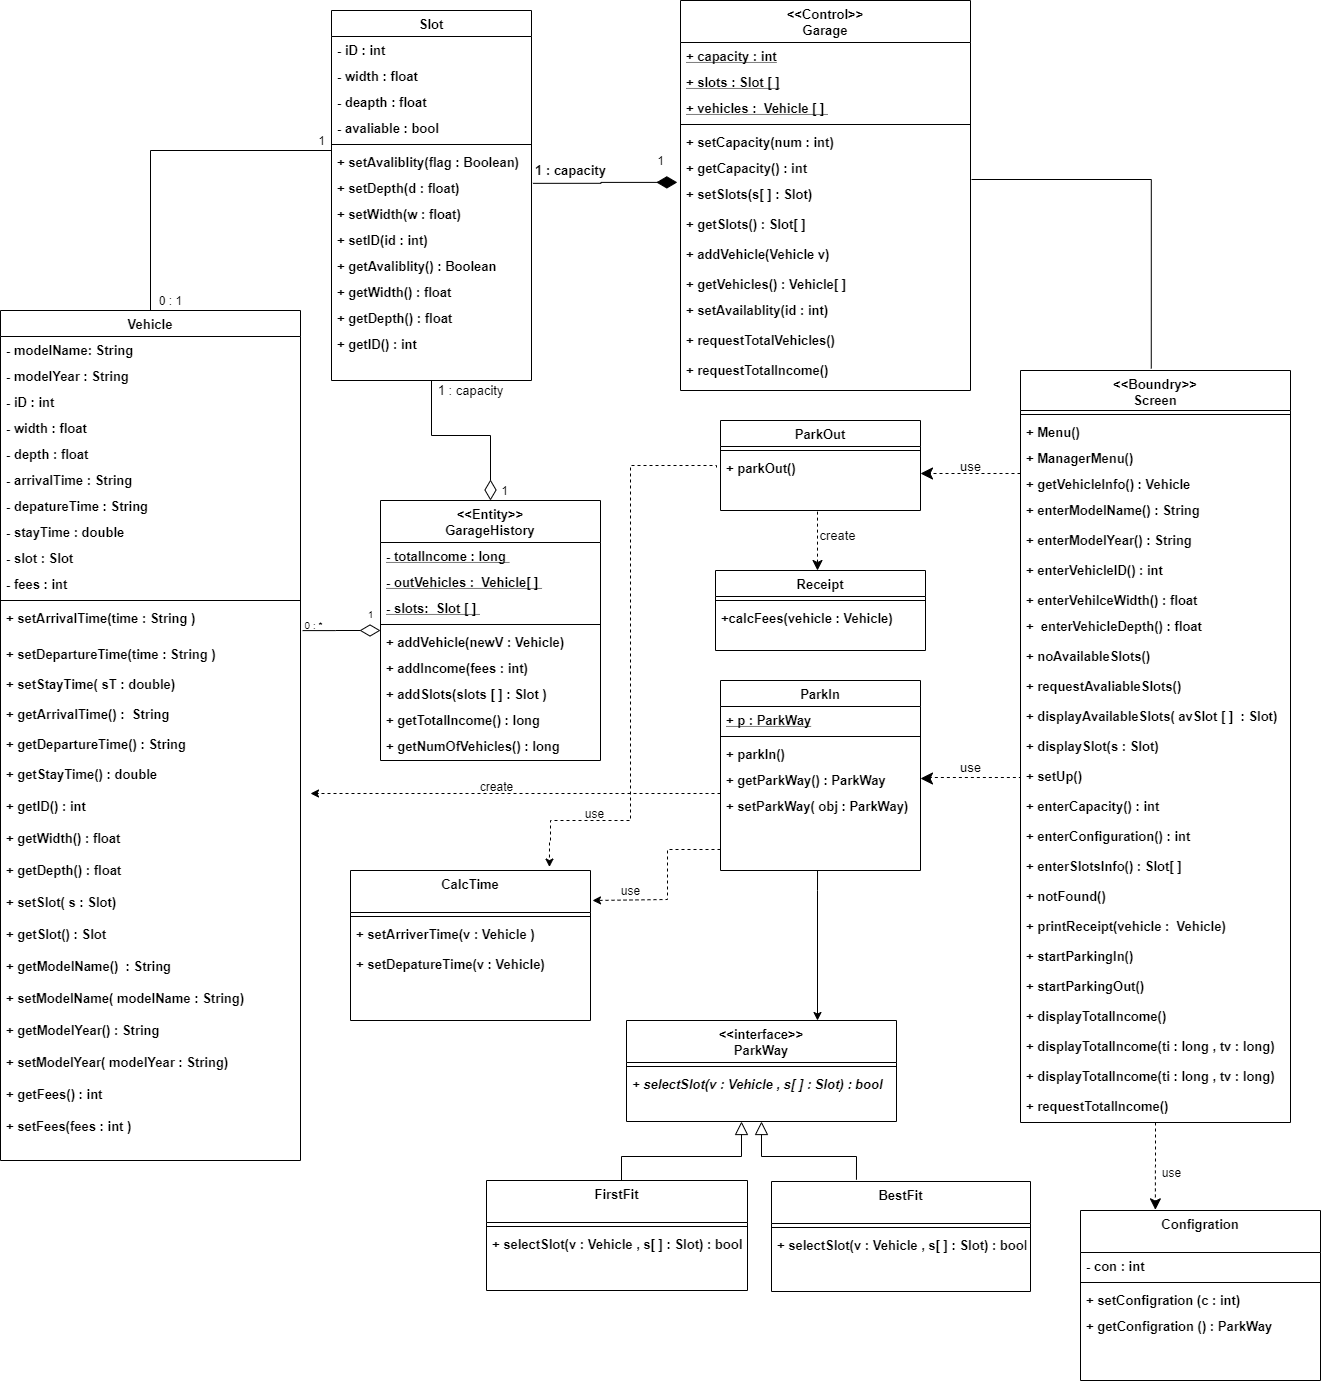 Slot
- iD : int
- width : float
- deapth : float
- avaliable : bool
+ setAvaliblity(flag : Boolean)
+ setDepth(d : float)
+ setWidth(w : float)
+ setID(id : int)
+ getAvaliblity() : Boolean
+ getWidth() : float
+ getDepth() : float
+ getID() : int
<<Control>>
Garage
+ capacity : int
+ slots : Slot [ ]
+ vehicles :  Vehicle [ ]
+ setCapacity(num : int)
+ getCapacity() : int
+ setSlots(s[ ] : Slot)
+ getSlots() : Slot[ ]
+ addVehicle(Vehicle v)
+ getVehicles() : Vehicle[ ]
+ setAvailablity(id : int)
+ requestTotalVehicles()
+ requestTotalIncome()
1
0 : 1
1 : capacity
1
1 : capacity
1
Vehicle
- modelName: String
- modelYear : String
- iD : int
- width : float
- depth : float
- arrivalTime : String
- depatureTime : String
- stayTime : double
- slot : Slot
- fees : int
+ setArrivalTime(time : String )
+ setDepartureTime(time : String )
+ setStayTime( sT : double)
+ getArrivalTime() :  String
+ getDepartureTime() : String
+ getStayTime() : double
+ getID() : int
+ getWidth() : float
+ getDepth() : float
+ setSlot( s : Slot)
+ getSlot() : Slot
+ getModelName()  : String
+ setModelName( modelName : String)
+ getModelYear() : String
+ setModelYear( modelYear : String)
+ getFees() : int
+ setFees(fees : int )
0 : *
1
<<Entity>>
GarageHistory
- totalIncome : long
- outVehicles :  Vehicle[ ]
- slots:  Slot [ ]
+ addVehicle(newV : Vehicle)
+ addIncome(fees : int)
+ addSlots(slots [ ] : Slot )
+ getTotalIncome() : long
+ getNumOfVehicles() : long
ParkOut
+ parkOut()
use
create
Receipt
+calcFees(vehicle : Vehicle)
ParkIn
+ p : ParkWay
+ parkIn()
+ getParkWay() : ParkWay
+ setParkWay( obj : ParkWay)
use
create
use
use
CalcTime
+ setArriverTime(v : Vehicle )
+ setDepatureTime(v : Vehicle)
<<Boundry>>
Screen
+ Menu()
+ ManagerMenu()
+ getVehicleInfo() : Vehicle
+ enterModelName() : String
+ enterModelYear() : String
+ enterVehicleID() : int
+ enterVehilceWidth() : float
+  enterVehicleDepth() : float
+ noAvailableSlots()
+ requestAvaliableSlots()
+ displayAvailableSlots( avSlot [ ]  : Slot)
+ displaySlot(s : Slot)
+ setUp()
+ enterCapacity() : int
+ enterConfiguration() : int
+ enterSlotsInfo() : Slot[ ]
+ notFound()
+ printReceipt(vehicle :  Vehicle)
+ startParkingIn()
+ startParkingOut()
+ displayTotalIncome()
+ displayTotalIncome(ti : long , tv : long)
+ displayTotalIncome(ti : long , tv : long)
+ requestTotalIncome()
<<interface>>
ParkWay
+ selectSlot(v : Vehicle , s[ ] : Slot) : bool
FirstFit
+ selectSlot(v : Vehicle , s[ ] : Slot) : bool
BestFit
+ selectSlot(v : Vehicle , s[ ] : Slot) : bool
use
Configration
- con : int
+ setConfigration (c : int)
+ getConfigration () : ParkWay